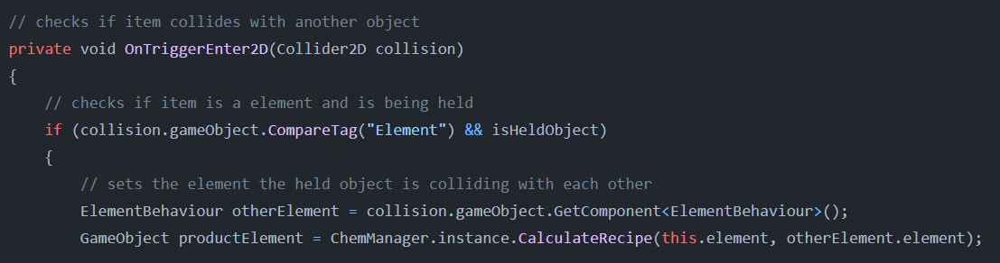 // checks if item collides with another object
private void OnTriggerEnter2D(Collider2D collision)
{
    // checks if item is a element and is being held
    if (collision.gameObject.CompareTag("Element") && isHeldObject)
    {
        // sets the element the held object is colliding with each other
        ElementBehaviour otherElement = collision.gameObject.GetComponent<ElementBehaviour>();
        GameObject productElement = ChemManager.instance.CalculateRecipe(this.element, otherElement.element);